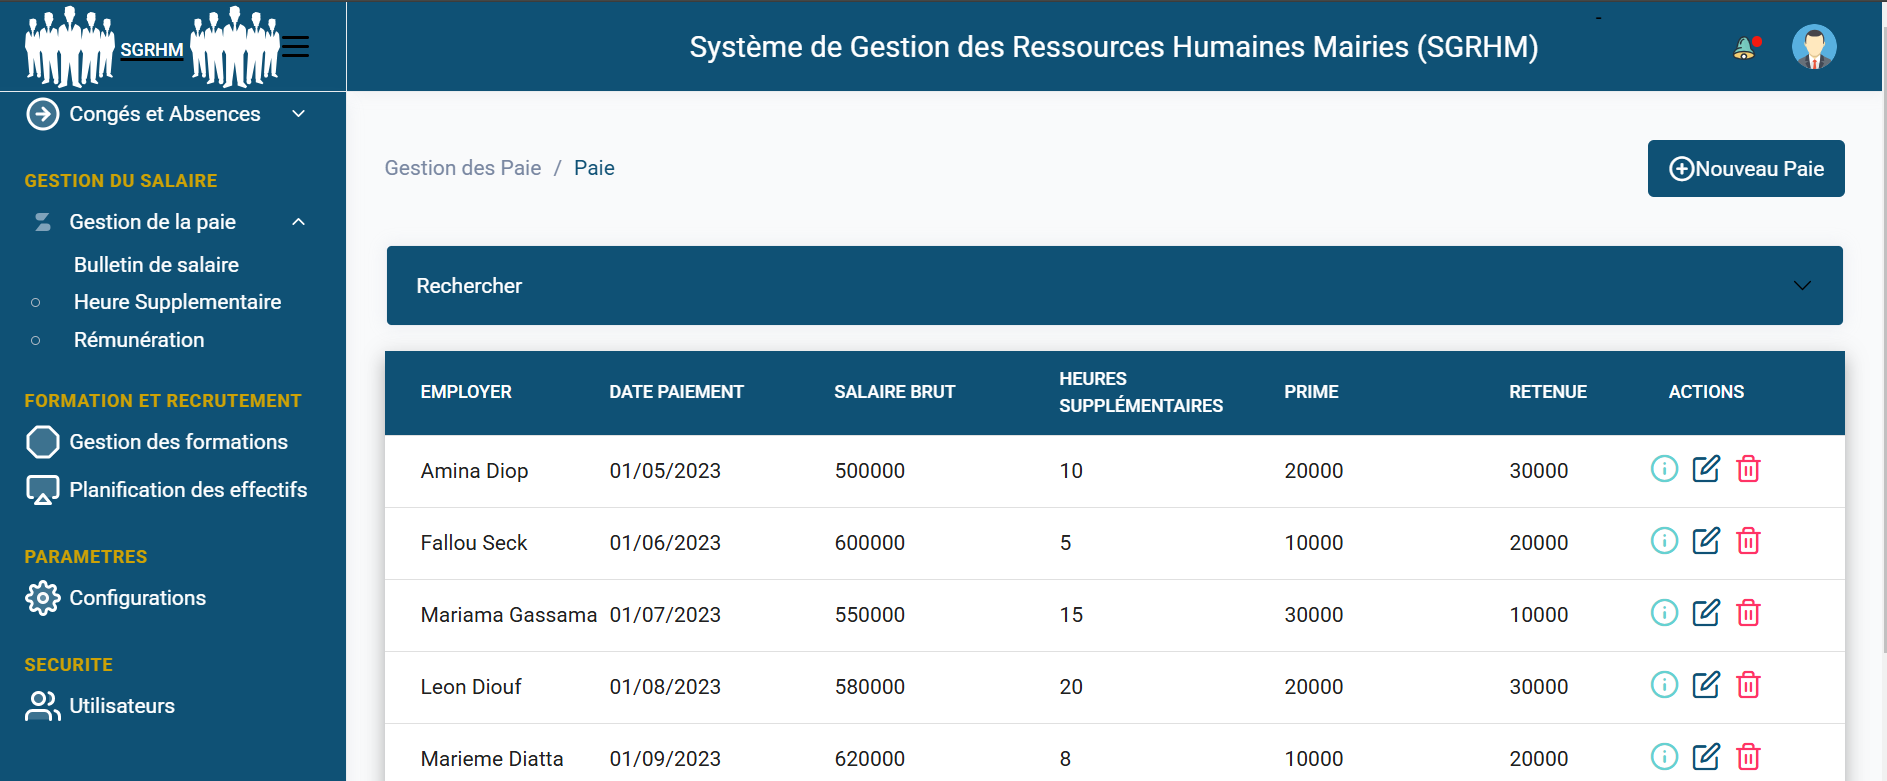 SGRHM
Système de Gestion des Ressources Humaines Mairies (SGRHM)
Congés et Absences
GESTION DU SALAIRE
Gestion de la paie
Bulletin de salaire
Heure Supplementaire
Rémunération
FORMATION ET RECRUTEMENT
Gestion des formations
Planification des effectifs
PARAMETRES
Configurations
SECURITE
Utilisateurs
Gestion des Paie / Paie
Nouveau Paie
Rechercher
EMPLOYER DATE PAIEMENT SALAIRE BRUT HEURES SUPPLÉMENTAIRES PRIME RETENUE ACTIONS
Amina Diop 01/05/2023 500000 10 20000 30000
Fallou Seck 01/06/2023 600000 5 10000 20000
Mariama Gassama 01/07/2023 550000 15 30000 10000
Leon Diouf 01/08/2023 580000 20 20000 30000
Marieme Diatta 01/09/2023 620000 8 10000 20000